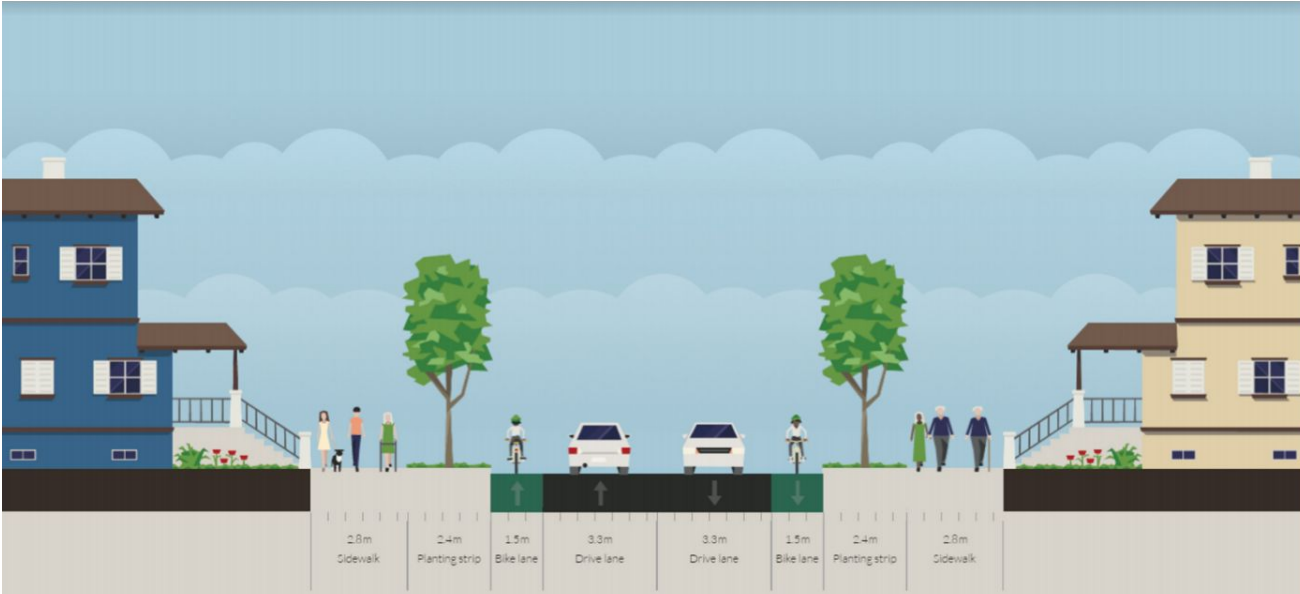 2.8m
Sidewalk
2.4m
Planting strip
1.5m
Bike lane
3.3m
Drive lane
3.3m
Drive lane
1.5m
Bike lane
2.4m
Planting strip
2.8m
Sidewalk